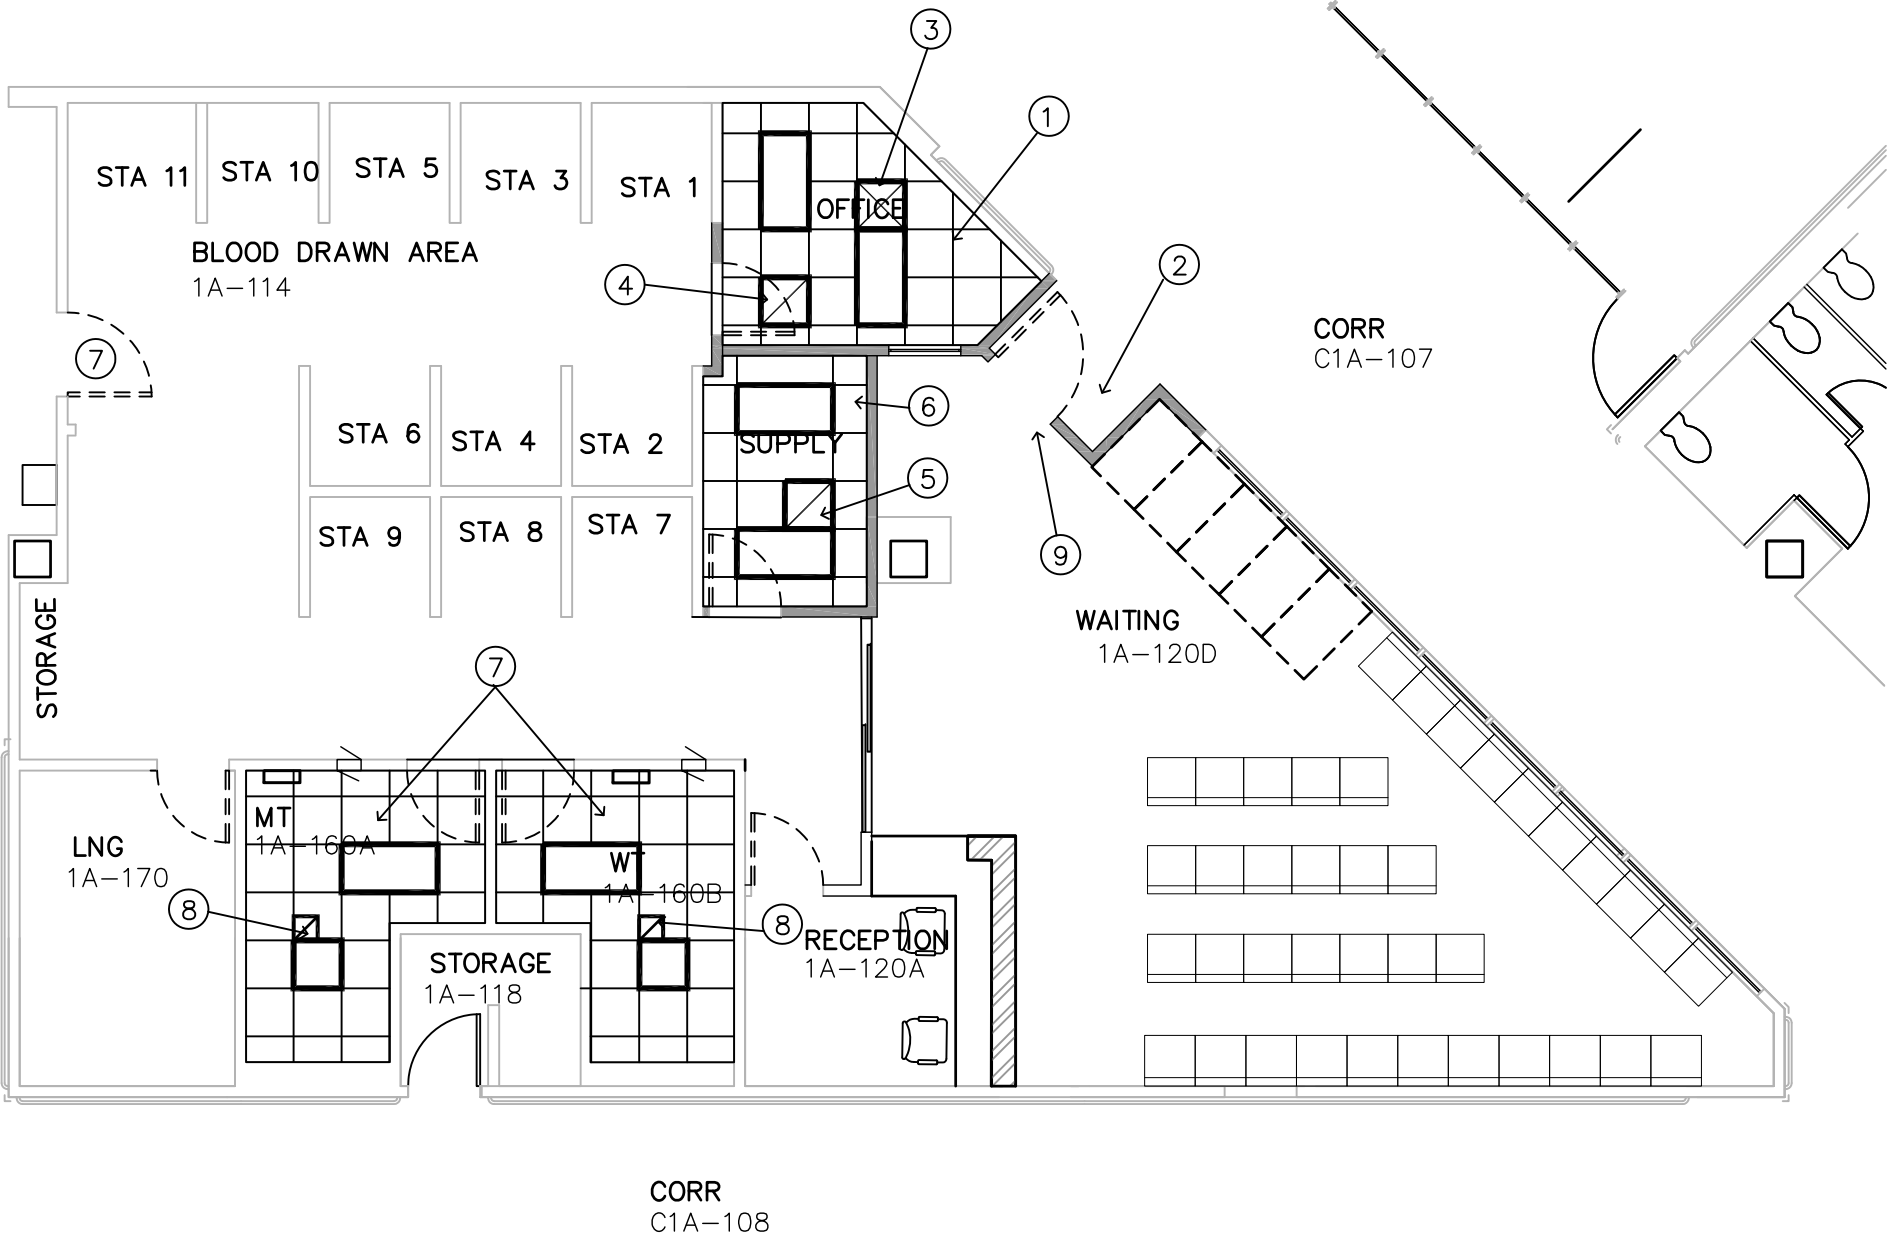 3
1
STA 11
STA 10
STA 5
STA 3
STA 1
OFFICE
BLOOD DRAWN AREA
1A-114
4
2
7
CORR
C1A-107
6
STA 6
STA 4
STA 2
SUPPLY
5
STA 9
STA 8
STA 7
9
STORAGE
WAITING
1A-120D
7
MT
1A-160A
LNG
1A-170
WT
1A-160B
8
8
RECEPTION
1A-120A
STORAGE
1A-118
CORR
C1A-108